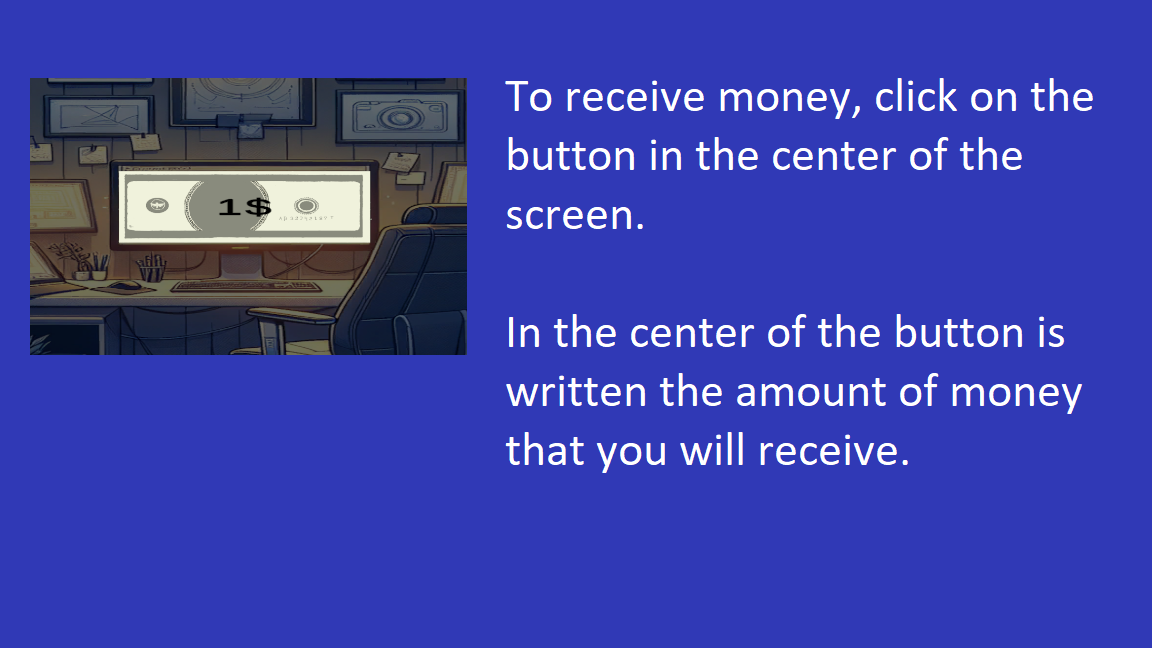 1$
To receive money, click on the
button in the center of the
screen.
In the center of the button is
written the amount of money
that you will receive.